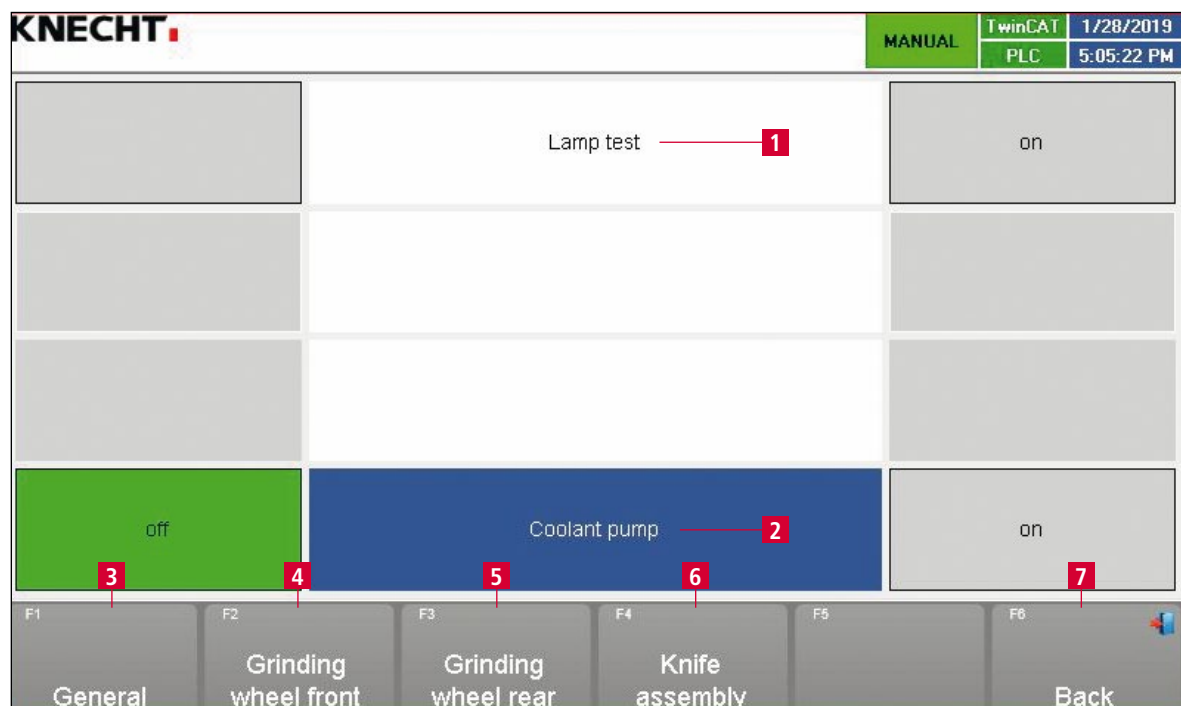 KNECHT
MANUAL
TwinCAT
1/28/2019
PLC
5:05:22 PM
Lamp test
1
on
off
Coolant pump
2
on
3
4
5
6
7
F1
General
F2
Grinding
wheel front
F3
Grinding
wheel rear
F4
Knife
assembly
F5
F6
Back